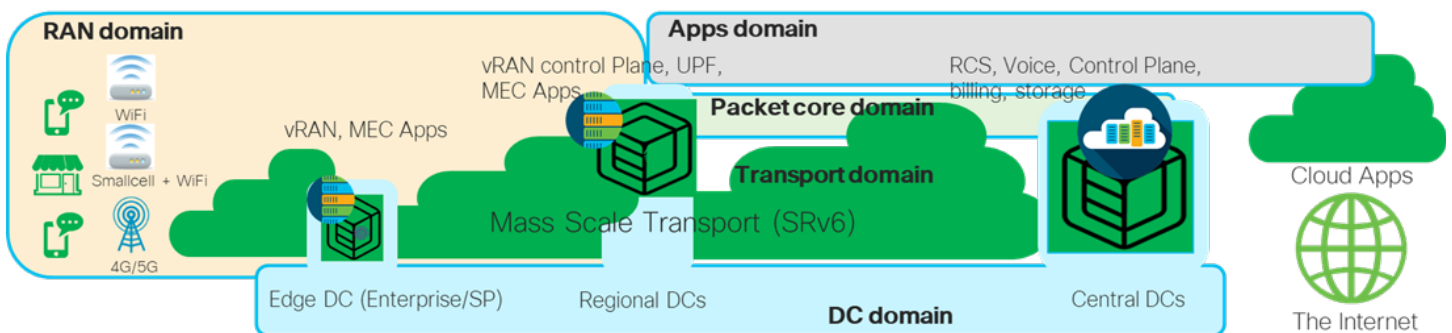 RAN domain
Apps domain
vRAN control Plane, UPF,
MEC Apps
RCS, Voice, Control Plane,
billing, storage
Packet core domain
WiFi
vRAN, MEC Apps
Smallcell + WiFi
Transport domain
Cloud Apps
Mass Scale Transport (SRv6)
4G/5G
Edge DC (Enterprise/SP)
Regional DCs
Central DCs
DC domain
The Internet